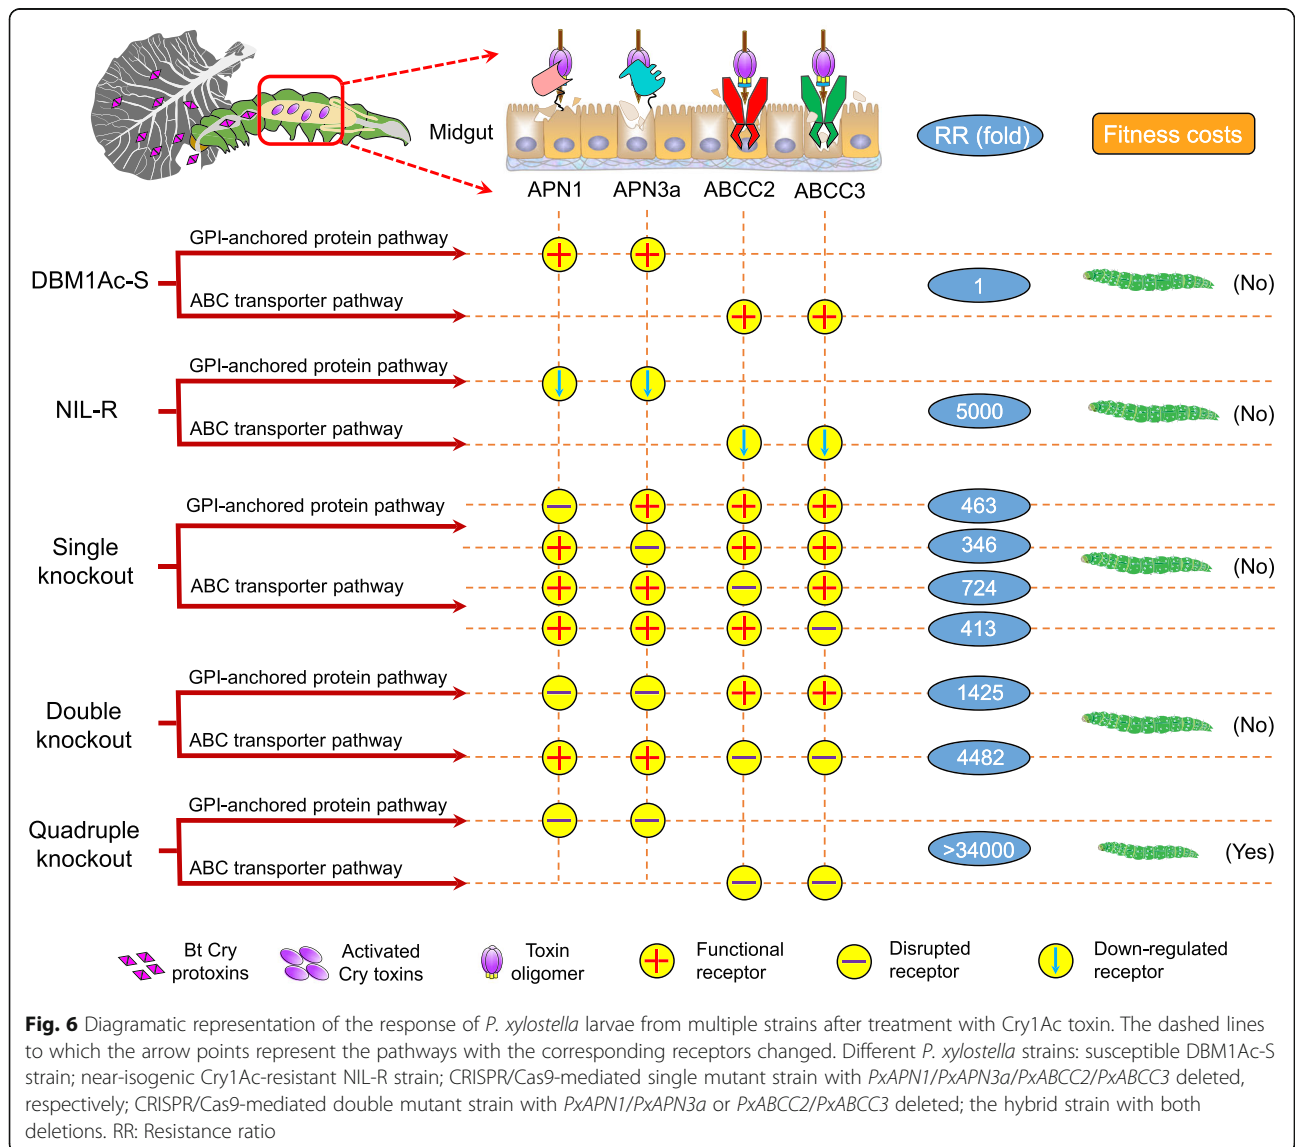 Midgut
APN1 APN3a ABCC2 ABCC3
RR (fold)
Fitness costs
DBM1Ac-S
GPI-anchored protein pathway
ABC transporter pathway
1
(No)
NIL-R
GPI-anchored protein pathway
ABC transporter pathway
5000
(No)
Single
knockout
GPI-anchored protein pathway
ABC transporter pathway
463
346
724
413
(No)
Double
knockout
GPI-anchored protein pathway
ABC transporter pathway
1425
4482
(No)
Quadruple
knockout
GPI-anchored protein pathway
ABC transporter pathway
>34000
(Yes)
Bt Cry
protoxins
Activated
Cry toxins
Toxin
oligomer
Functional
receptor
Disrupted
receptor
Down-regulated
receptor
Fig. 6 Diagramatic representation of the response of P. xylostella larvae from multiple strains after treatment with Cry1Ac toxin. The dashed lines
to which the arrow points represent the pathways with the corresponding receptors changed. Different P. xylostella strains: susceptible DBM1Ac-S
strain; near-isogenic Cry1Ac-resistant NIL-R strain; CRISPR/Cas9-mediated single mutant strain with PxAPN1/PxAPN3a/PxABCC2/PxABCC3 deleted,
respectively; CRISPR/Cas9-mediated double mutant strain with PxAPN1/PxAPN3a or PxABCC2/PxABCC3 deleted; the hybrid strain with both
deletions. RR: Resistance ratio